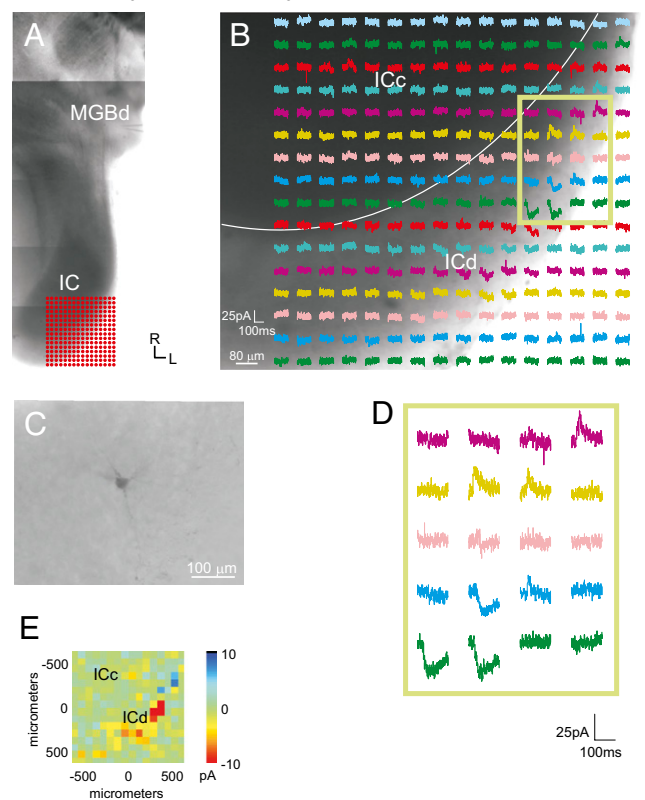 A
MGBd
IC
R
L
B
ICc
ICd
25pA
100ms
80 μm
C
100 μm
D
25pA
100ms
E
-500
0
500
micrometers
ICc
ICd
-500 0 500
micrometers
10
0
-10
pA